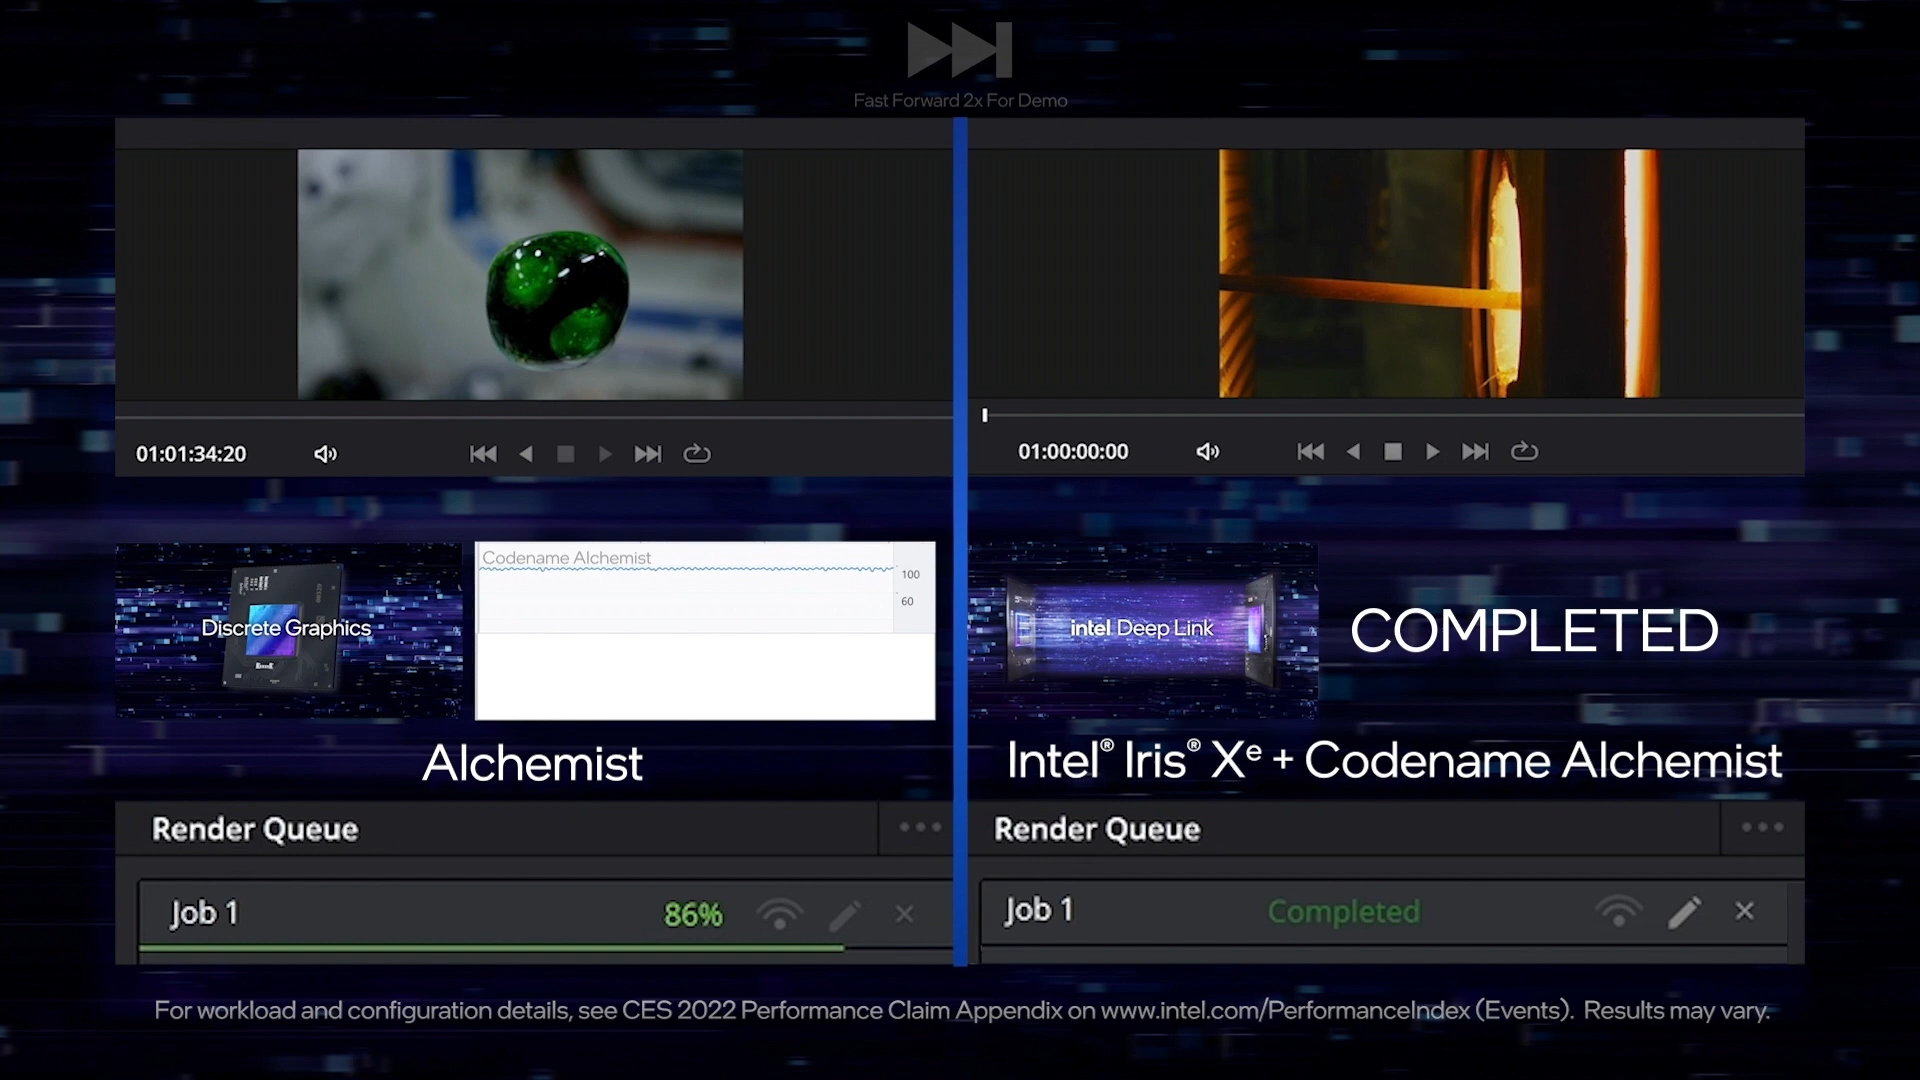 Fast Forward 2x For Demo
01:01:34:20
01:00:00:00
Discrete Graphics
Codename Alchemist
100
60
intel Deep Link
COMPLETED
Alchemist
Intel® Iris® Xᵉ + Codename Alchemist
Render Queue
Render Queue
Job 1
86%
Job 1
Completed
For workload and configuration details, see CES 2022 Performance Claim Appendix on www.intel.com/PerformanceIndex (Events). Results may vary.